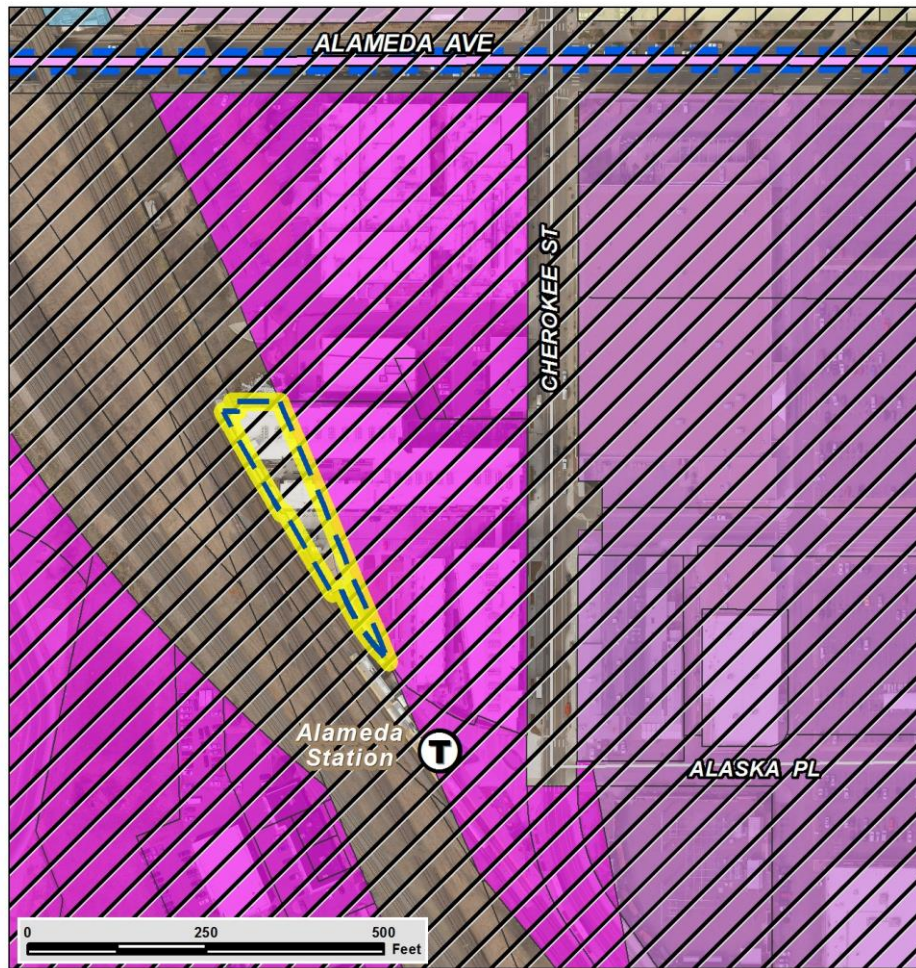 ALAMEDA AVE
CHEROKEE ST
Alameda
Station
T
ALASKA PL
0 250 500
Feet